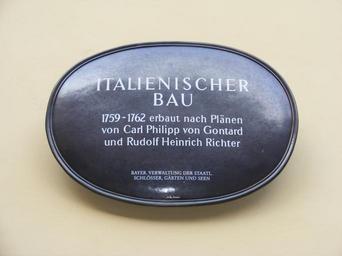 ITALIENISCHER
BAU
1759-1762 erbaut nach Plänen
von Carl Philipp von Gontard
und Rudolf Heinrich Richter
BAYER. VERWALTUNG DER STAATL.
SCHLÖSSER, GÄRTEN UND SEEN